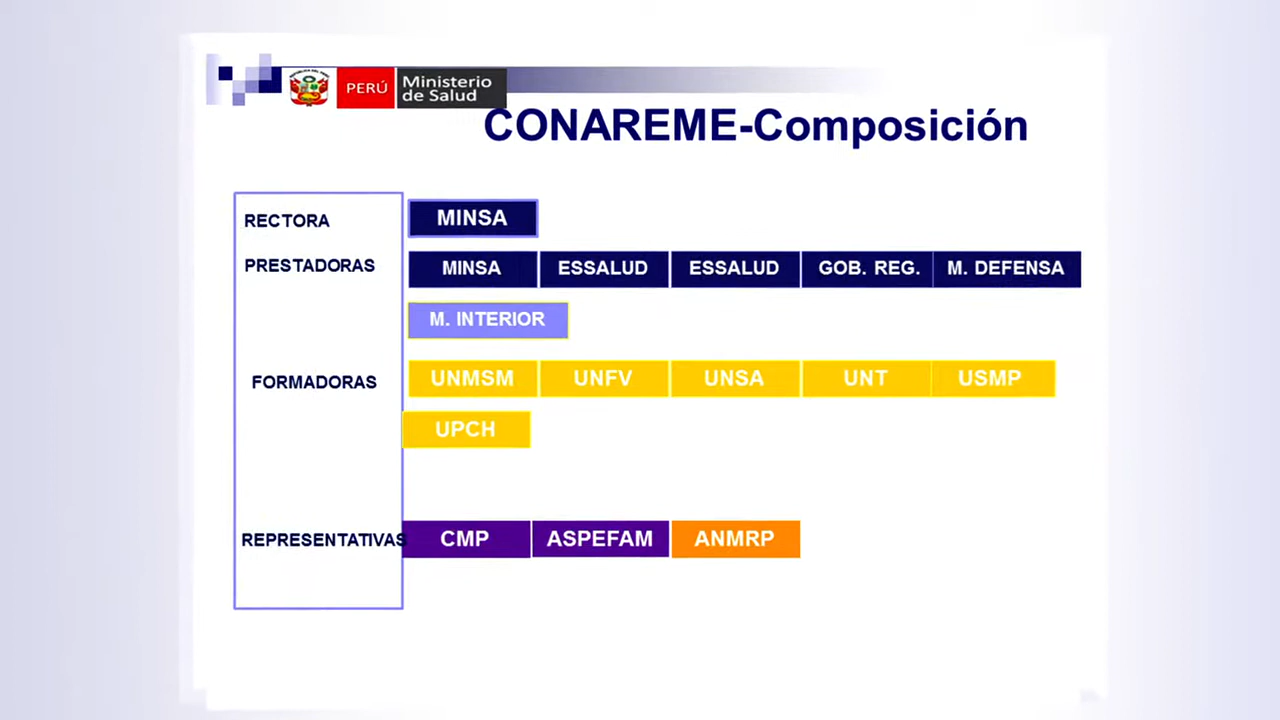 PERÚ
Ministerio
de Salud
CONAREME-Composición
RECTORA
MINSA
PRESTADORAS
MINSA ESSALUD ESSALUD GOB. REG. M. DEFENSA
M. INTERIOR
FORMADORAS
UNMSM UNFV UNSA UNT USMP
UPCH
REPRESENTATIVAS
CMP ASPEFAM ANMRP